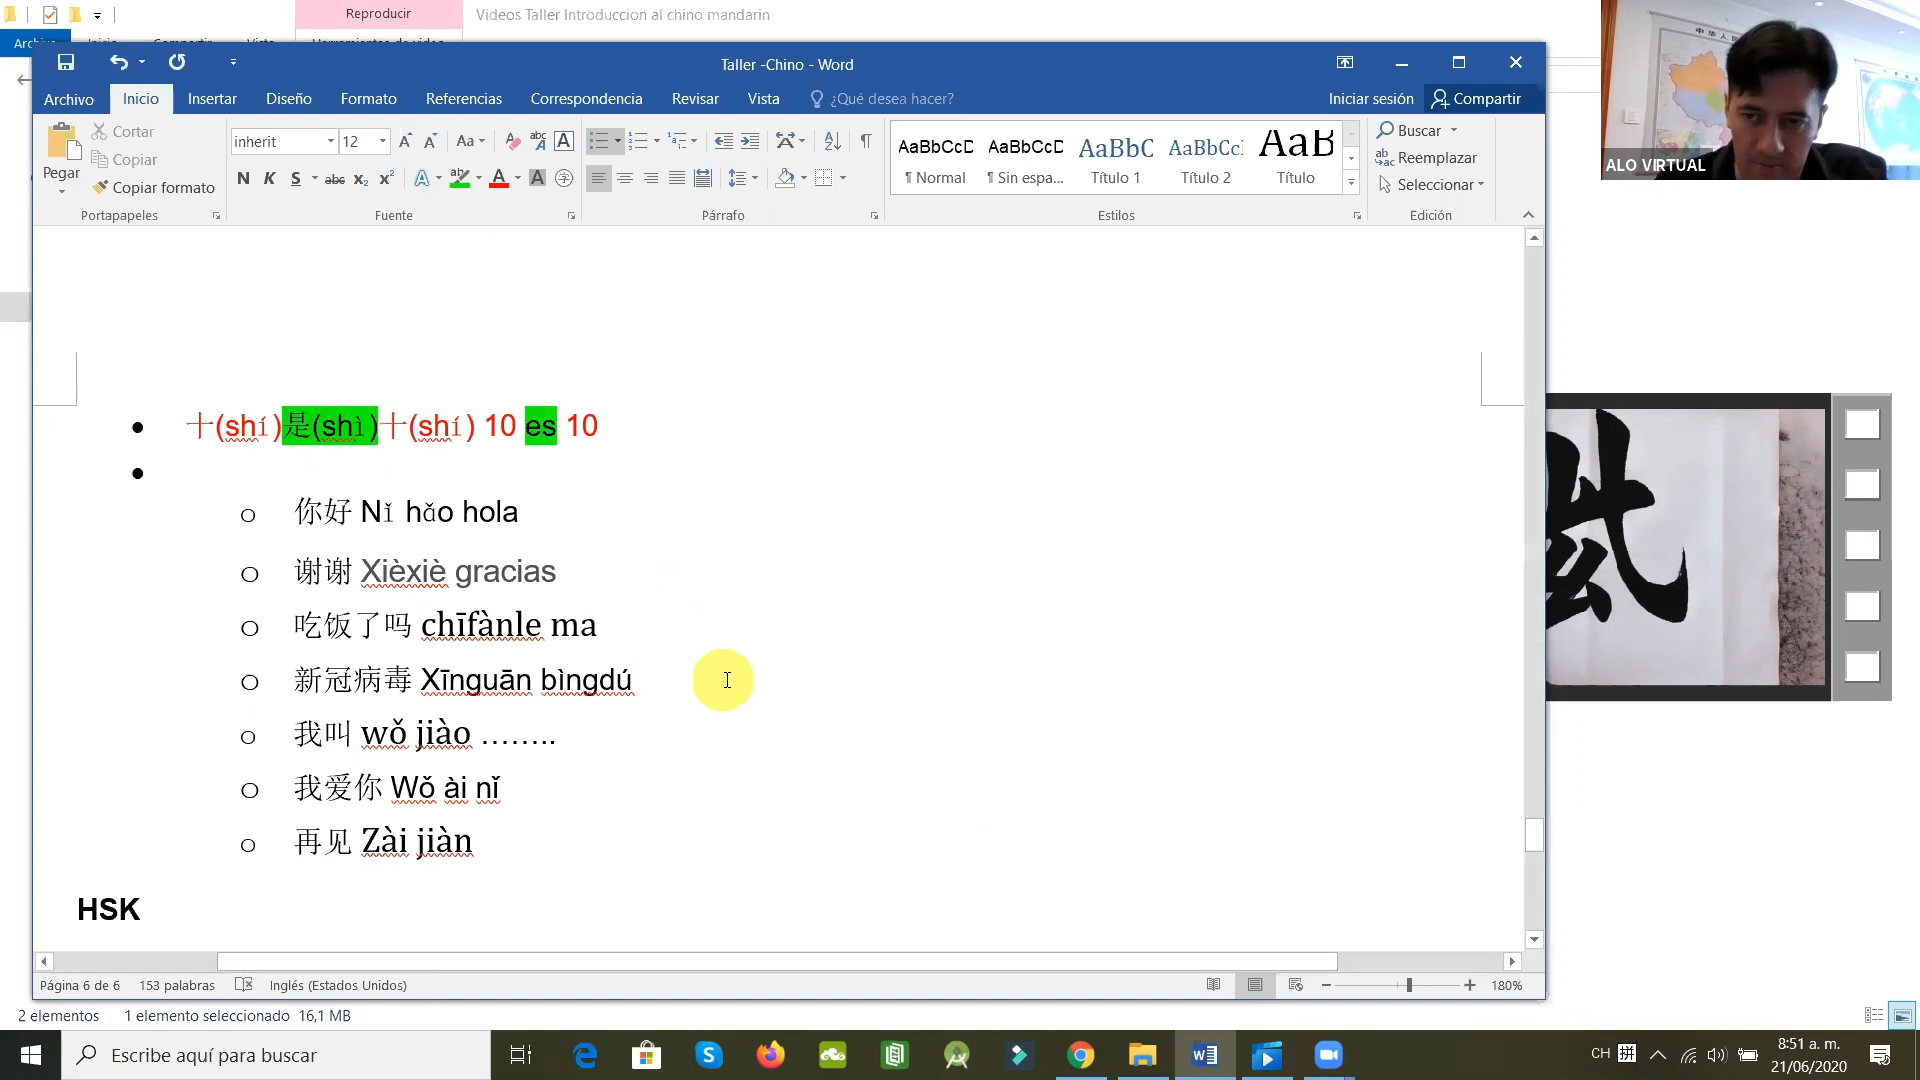 Reproducir
Videos Taller Introduccion al chino mandarin
Taller -Chino - Word
Archivo Inicio Insertar Diseño Formato Referencias Correspondencia Revisar Vista ¿Qué desea hacer? Iniciar sesión Compartir
Pegar
Cortar
Copiar
Copiar formato
Portapapeles
inherit 12
Fuente
Párrafo
AaBbCcD AaBbCcD AaBbC AaBbCc AaB
¶ Normal ¶ Sin espa... Título 1 Título 2 Título
Estilos
Buscar
Reemplazar
Seleccionar
Edición
ALO VIRTUAL
十(shí)是(shì)十(shí) 10 es 10
你好 Nǐ hǎo hola
谢谢 Xièxiè gracias
吃饭了吗 chīfànle ma
新冠病毒 Xīnguān bìngdú
我叫 wǒ jiào ……..
我爱你 Wǒ ài nǐ
再见 Zài jiàn
HSK
Página 6 de 6 153 palabras Inglés (Estados Unidos) 180%
2 elementos 1 elemento seleccionado 16,1 MB
Escribe aquí para buscar
CH 拼
8:51 a. m.
21/06/2020